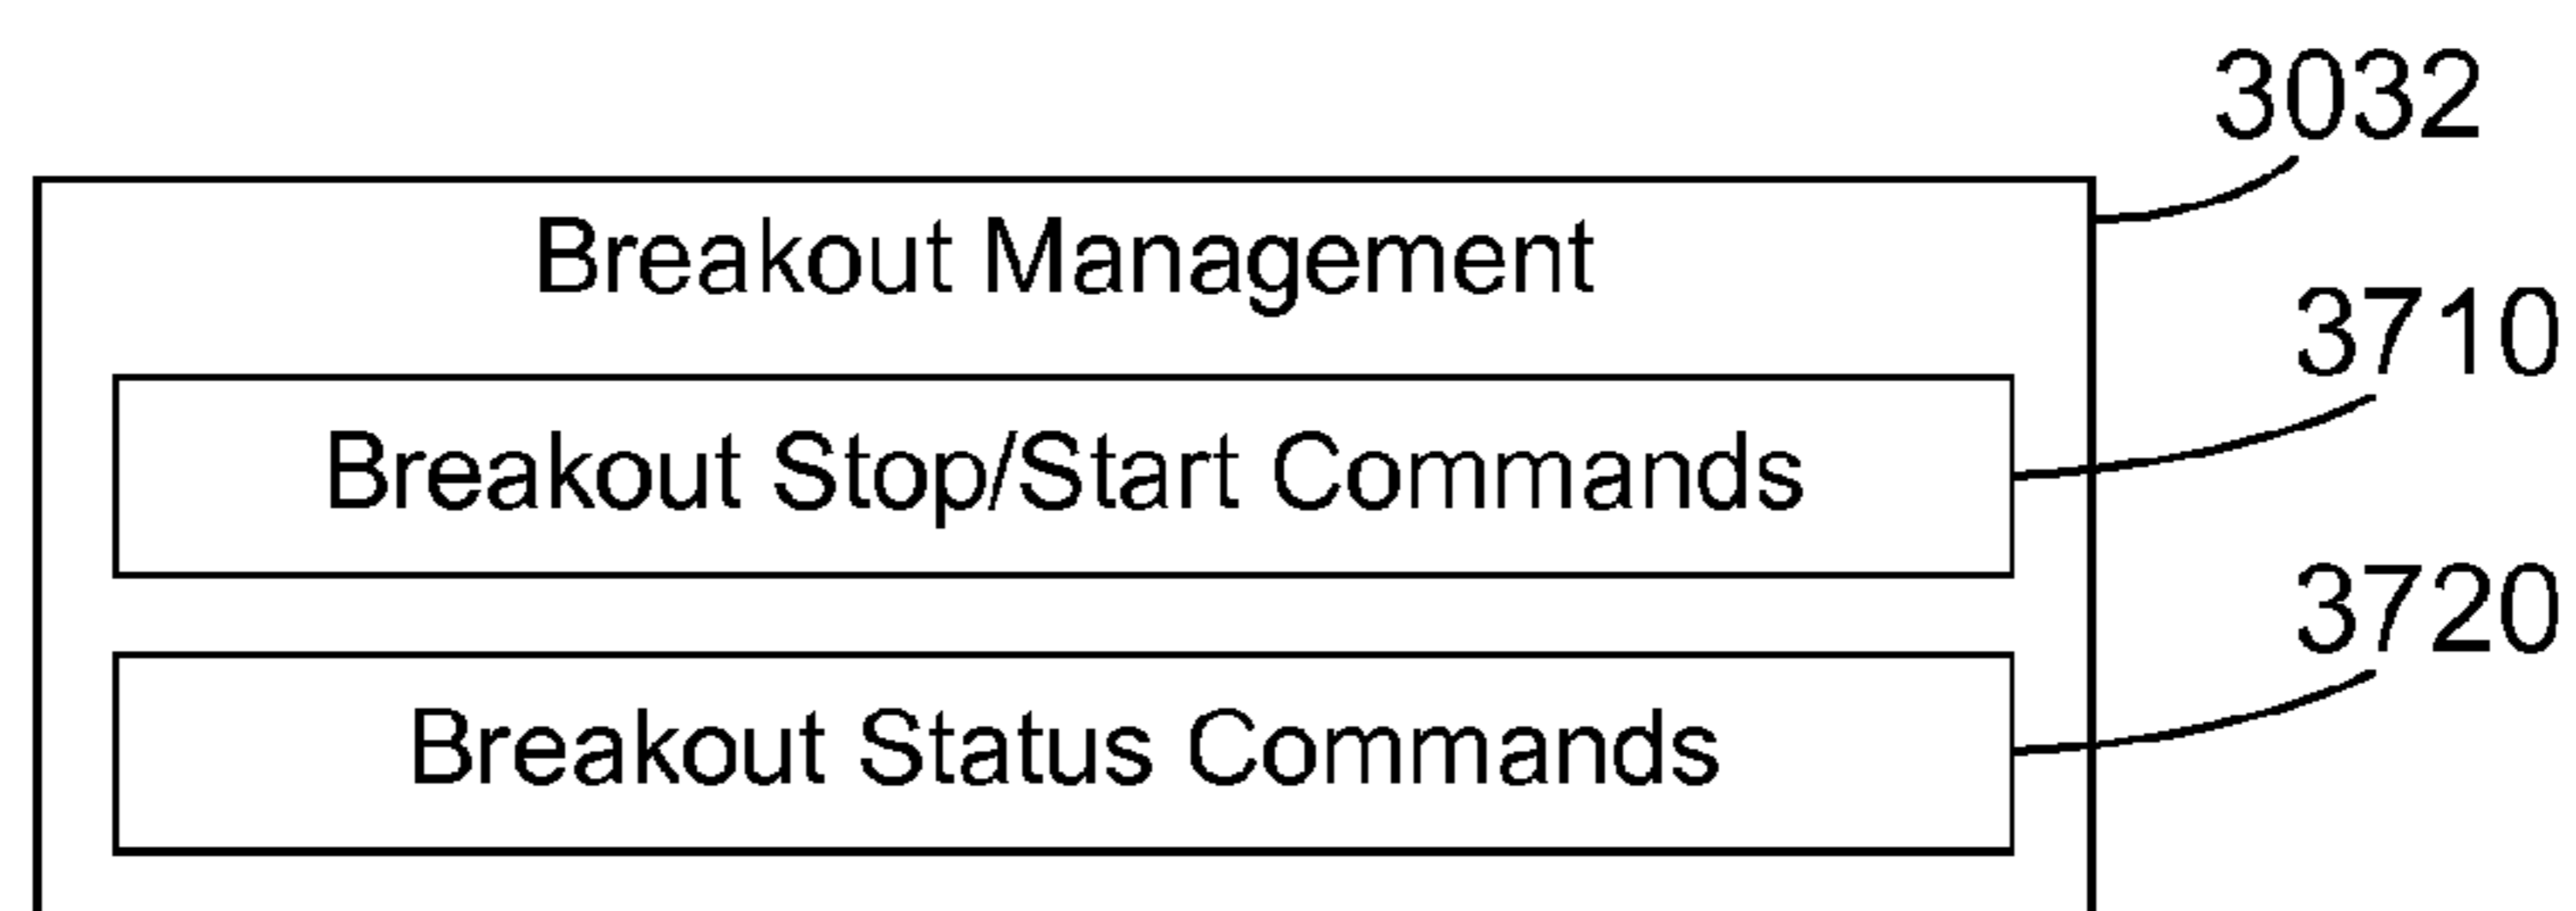 3032
Breakout Management
3710
Breakout Stop/Start Commands
3720
Breakout Status Commands